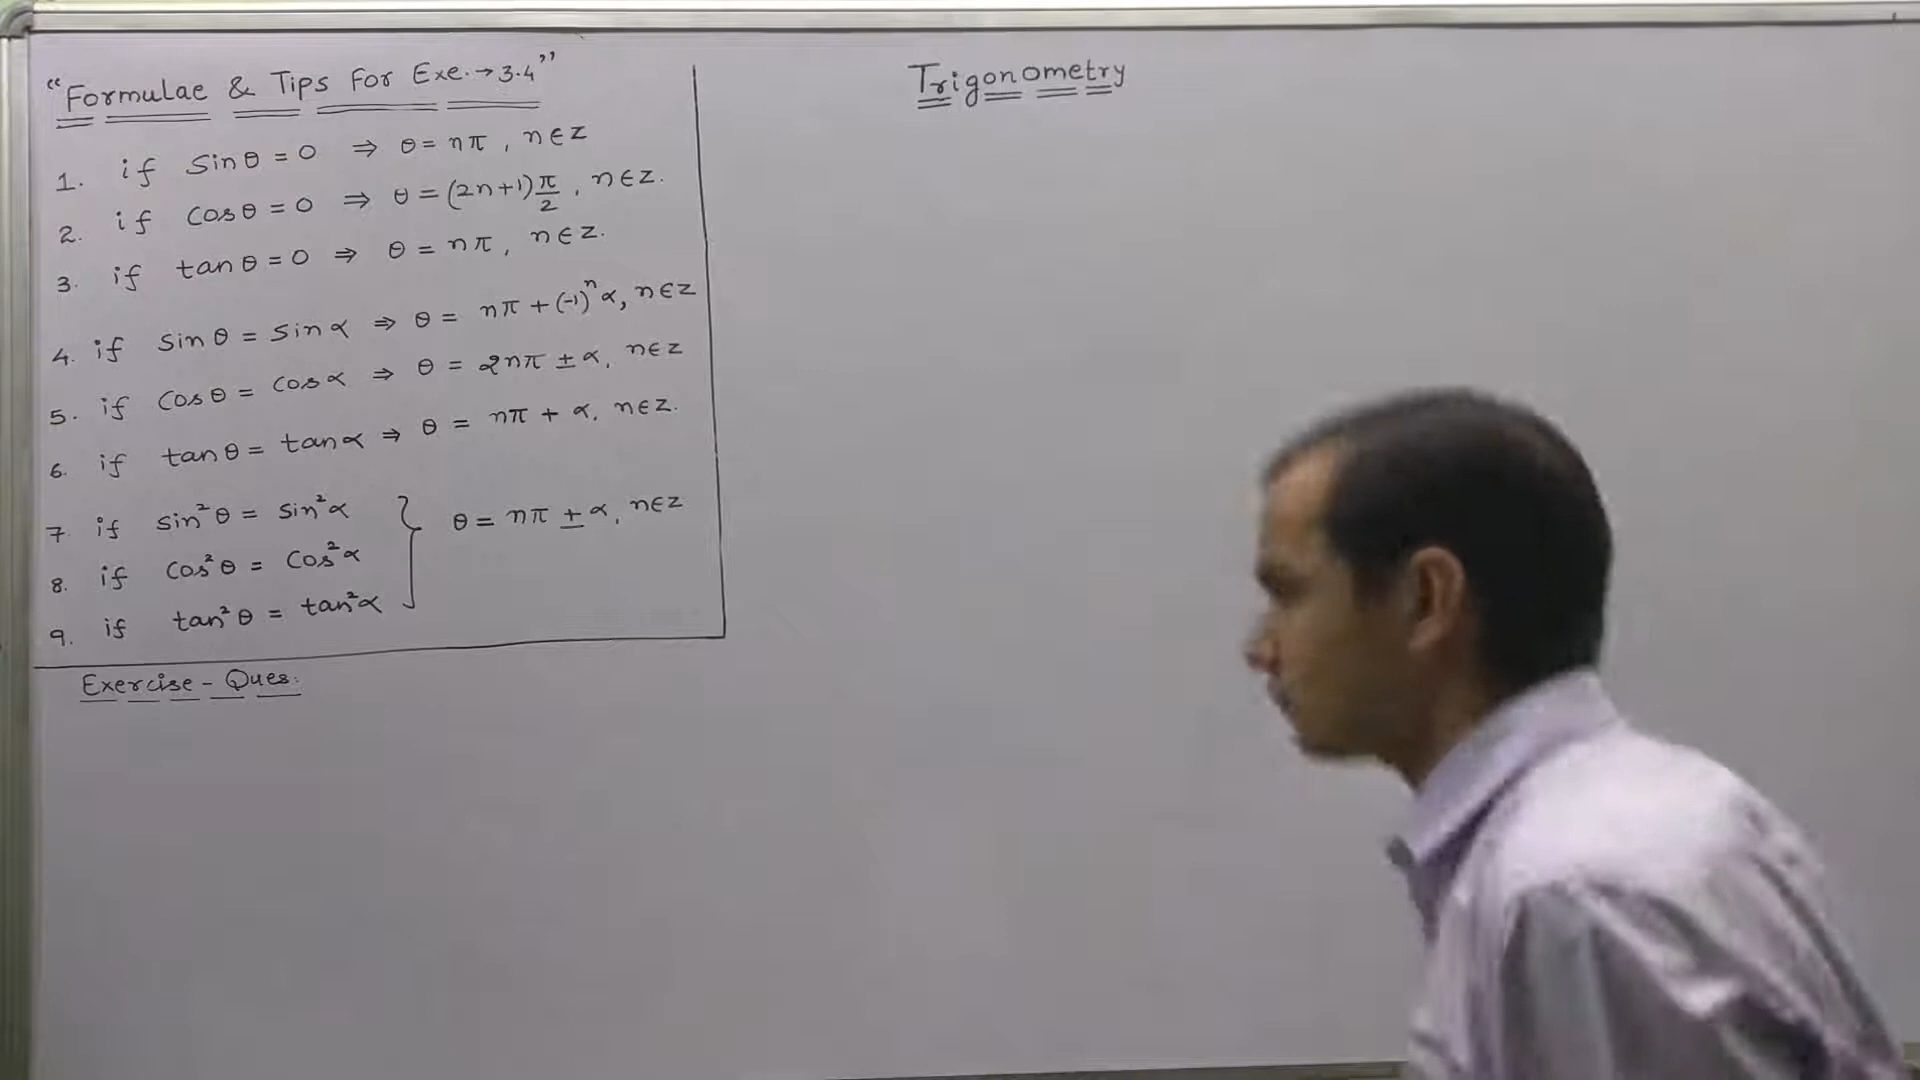 "Formulae & Tips For Exe.→3.4"
1. if Sinθ = 0 ⇒ θ = nπ, n∈Z
2. if Cosθ = 0 ⇒ θ = (2n+1)π/2, n∈Z.
3. if tanθ = 0 ⇒ θ = nπ, n∈Z.
4. if Sinθ = Sinα ⇒ θ = nπ + (-1)ⁿα, n∈Z
5. if Cosθ = Cosα ⇒ θ = 2nπ ± α, n∈Z
6. if tanθ = tanα ⇒ θ = nπ + α, n∈Z.
7. if sin²θ = sin²α
8. if Cos²θ = Cos²α
9. if tan²θ = tan²α
} θ = nπ ± α, n∈Z
Exercise - Ques:
Trigonometry